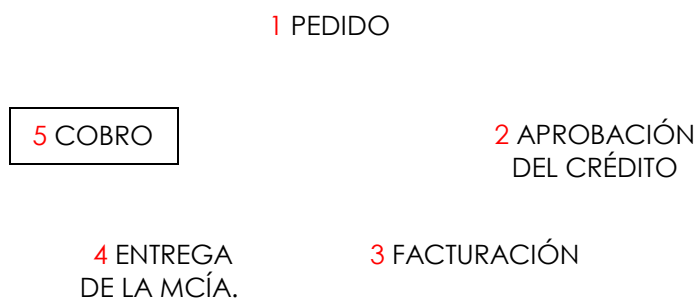 1 PEDIDO
5 COBRO
2 APROBACIÓN
DEL CRÉDITO
4 ENTREGA
DE LA MCÍA.
3 FACTURACIÓN